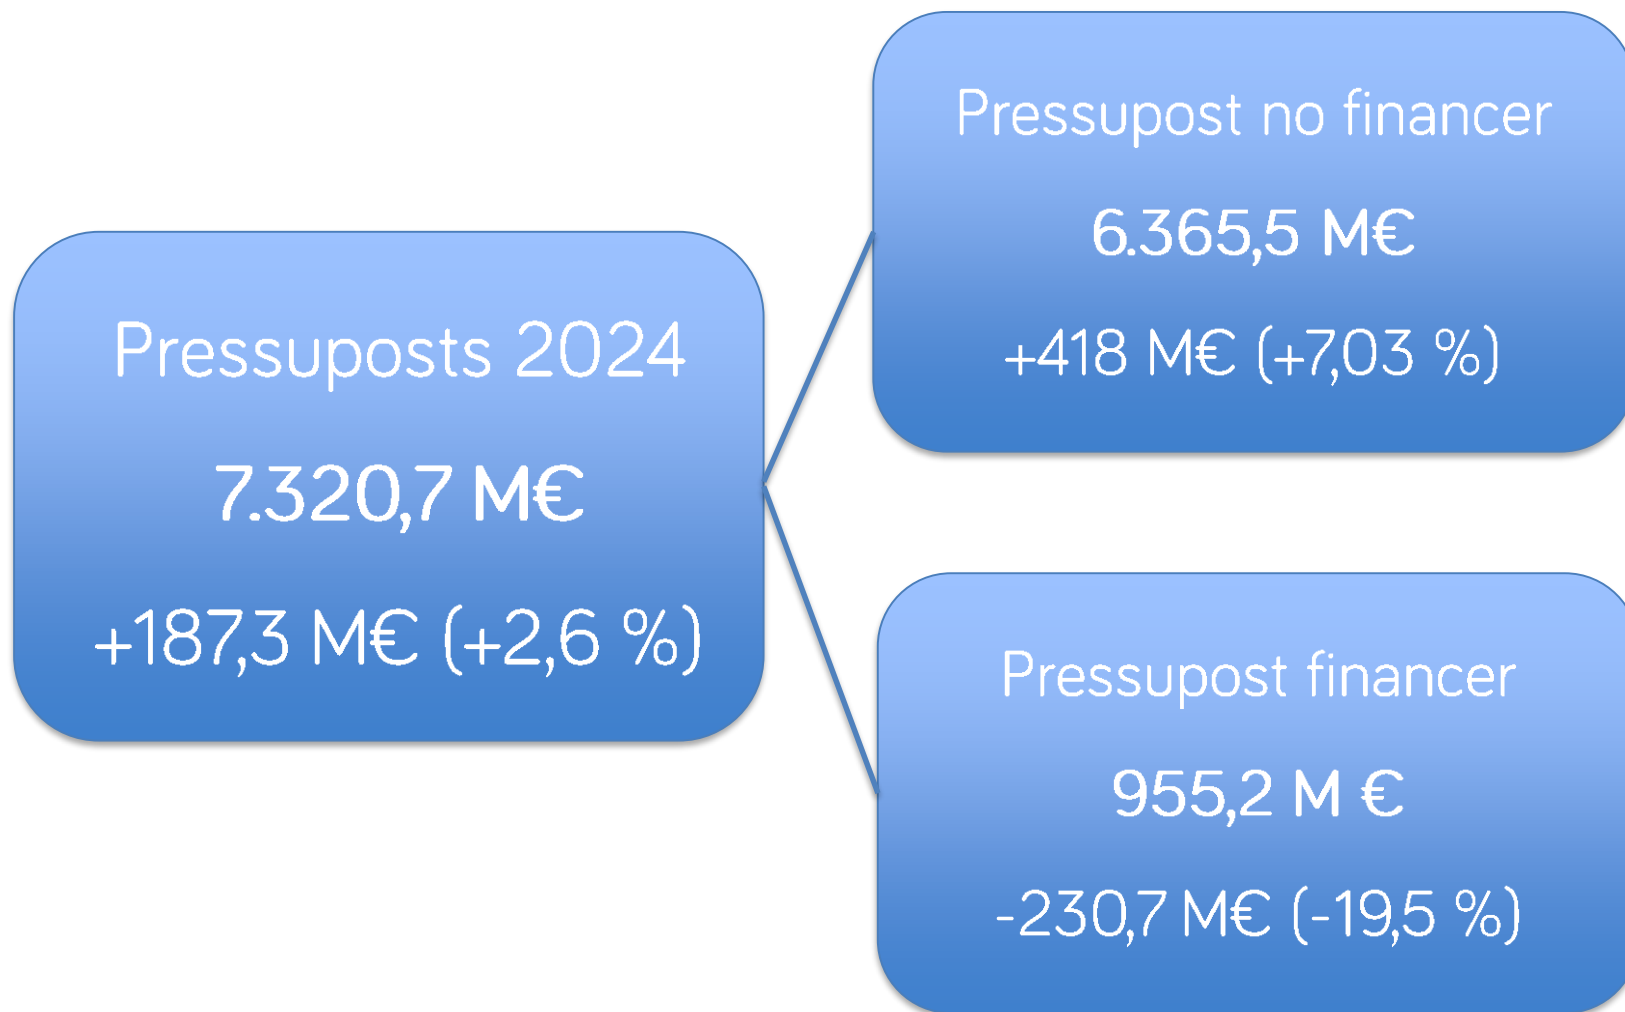 Pressuposts 2024
7.320,7 M€
+187,3 M€ (+2,6 %)
Pressupost no financer
6.365,5 M€
+418 M€ (+7,03 %)
Pressupost financer
955,2 M €
-230,7 M€ (-19,5 %)